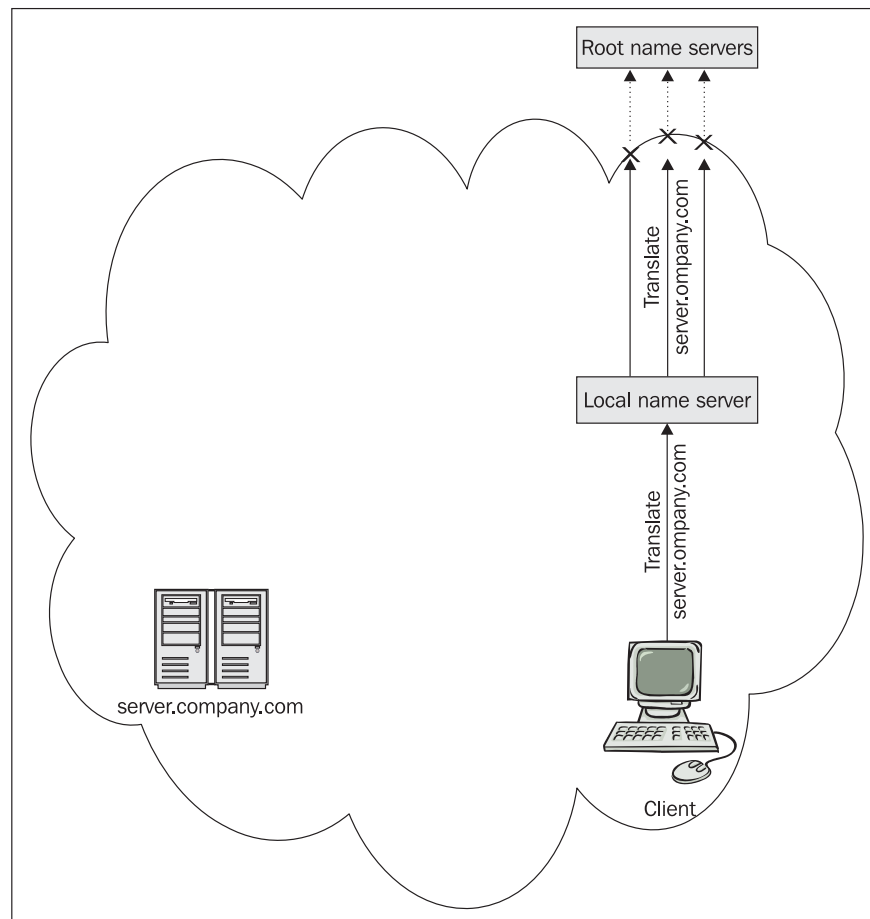 Root name servers
Translate
server.ompany.com
Local name server
Translate
server.ompany.com
server.company.com
Client